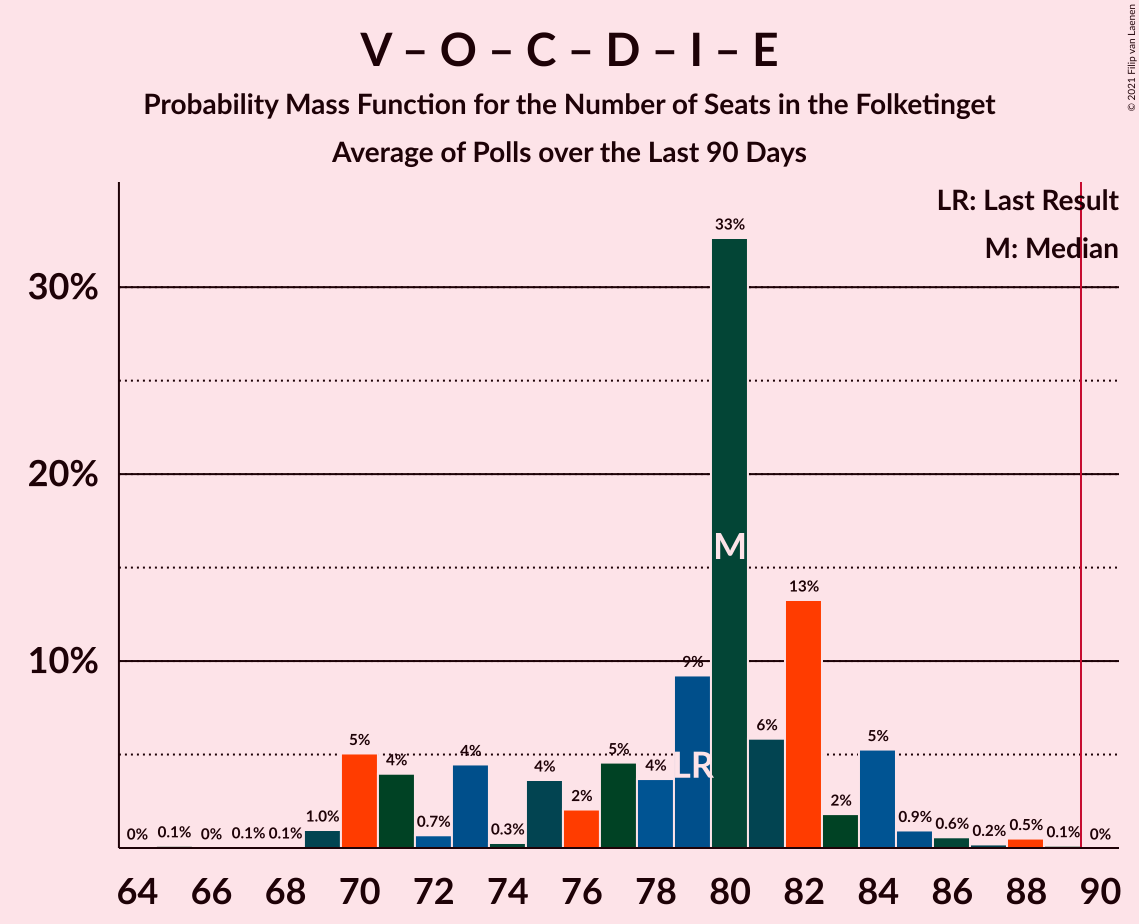 V – O – C – D – I – E
Probability Mass Function for the Number of Seats in the Folketinget
Average of Polls over the Last 90 Days
© 2021 Filip van Laenen
LR: Last Result
M: Median
30%
20%
10%
0% 0.1% 0% 0.1% 0.1% 1.0% 5% 4% 0.7% 4% 0.3% 4% 2% 5% 4% 9% 33% 6% 13% 2% 5% 0.9% 0.6% 0.2% 0.5% 0.1% 0%
LR
M
64 66 68 70 72 74 76 78 80 82 84 86 88 90